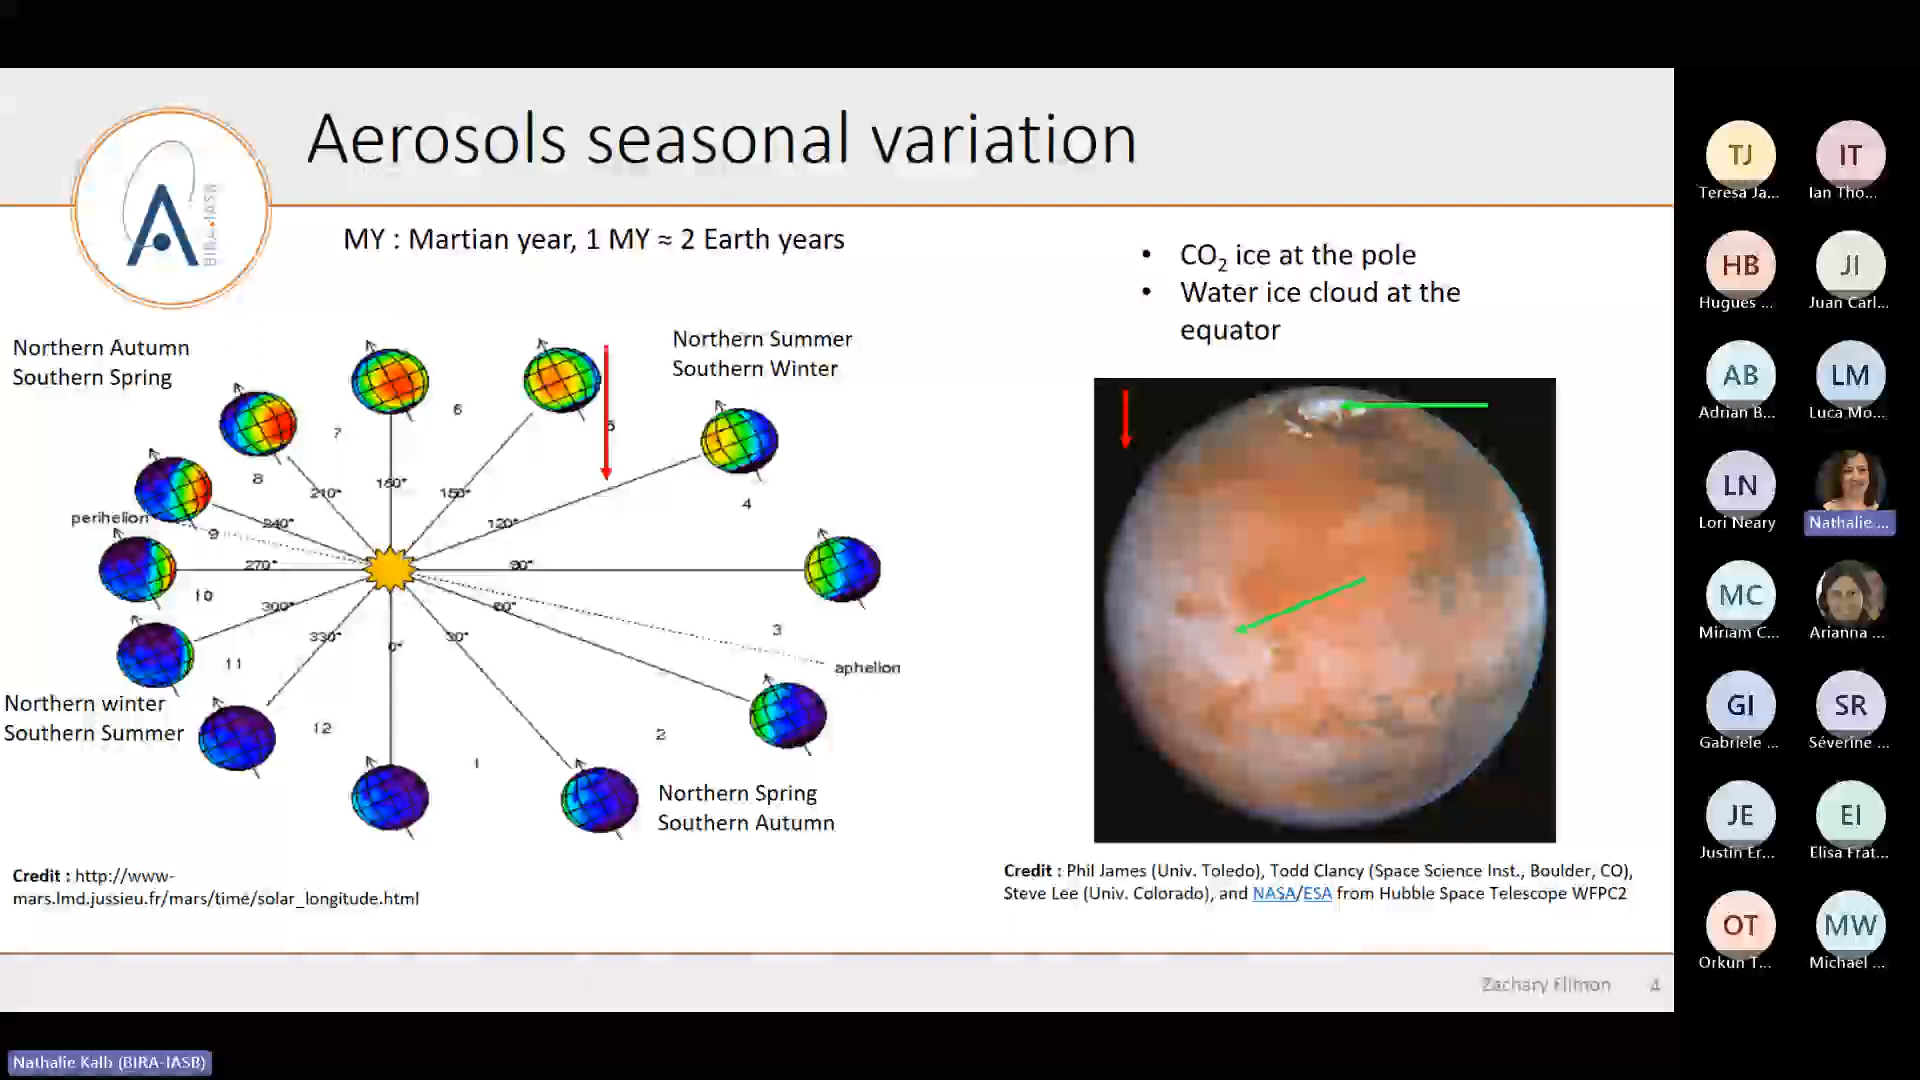 Aerosols seasonal variation
BIRA-IASB
MY : Martian year, 1 MY ≈ 2 Earth years
• CO₂ ice at the pole
• Water ice cloud at the
equator
Northern Autumn
Southern Spring
Northern Summer
Southern Winter
6
5
7
8
4
180°
210°
150°
perihelion
240°
120°
9
270°
90°
10
300°
60°
330°
30°
0°
3
11
aphelion
Northern winter
Southern Summer
12
2
1
Northern Spring
Southern Autumn
Credit : http://www-
mars.lmd.jussieu.fr/mars/time/solar_longitude.html
Credit : Phil James (Univ. Toledo), Todd Clancy (Space Science Inst., Boulder, CO),
Steve Lee (Univ. Colorado), and NASA/ESA from Hubble Space Telescope WFPC2
Zachary Flimon 4
TJ
Teresa Ja...
IT
Ian Tho...
HB
Hugues ...
JI
Juan Carl...
AB
Adrian B...
LM
Luca Mo...
LN
Lori Neary
Nathalie ...
MC
Miriam C...
Arianna ...
GI
Gabriele ...
SR
Séverine ...
JE
Justin Er...
EI
Elisa Frat...
OT
Orkun T...
MW
Michael ...
Nathalie Kalb (BIRA-IASB)